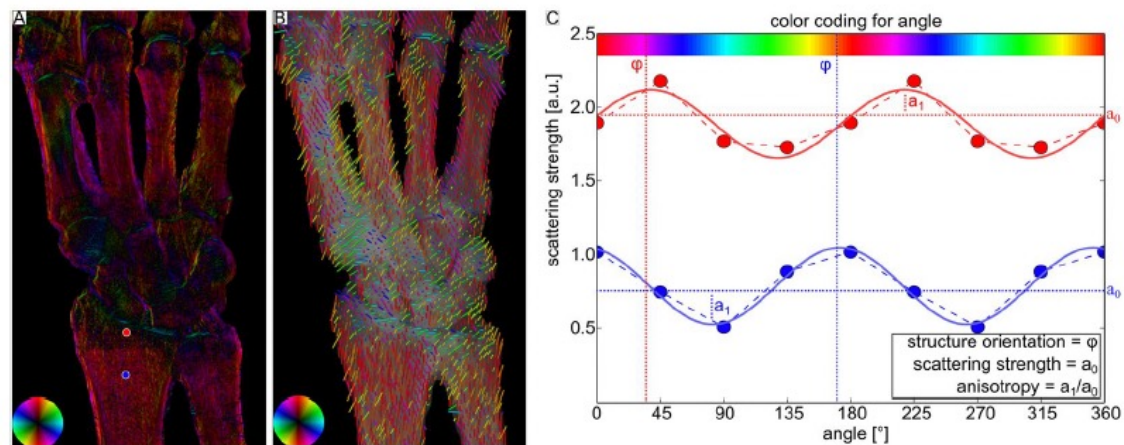 A
B
C
color coding for angle
2.5
2.0
1.5
1.0
0.5
scattering strength [a.u.]
φ
φ
a₁
a₀
a₁
a₀
structure orientation = φ
scattering strength = a₀
anisotropy = a₁/a₀
0 45 90 135 180 225 270 315 360
angle [°]